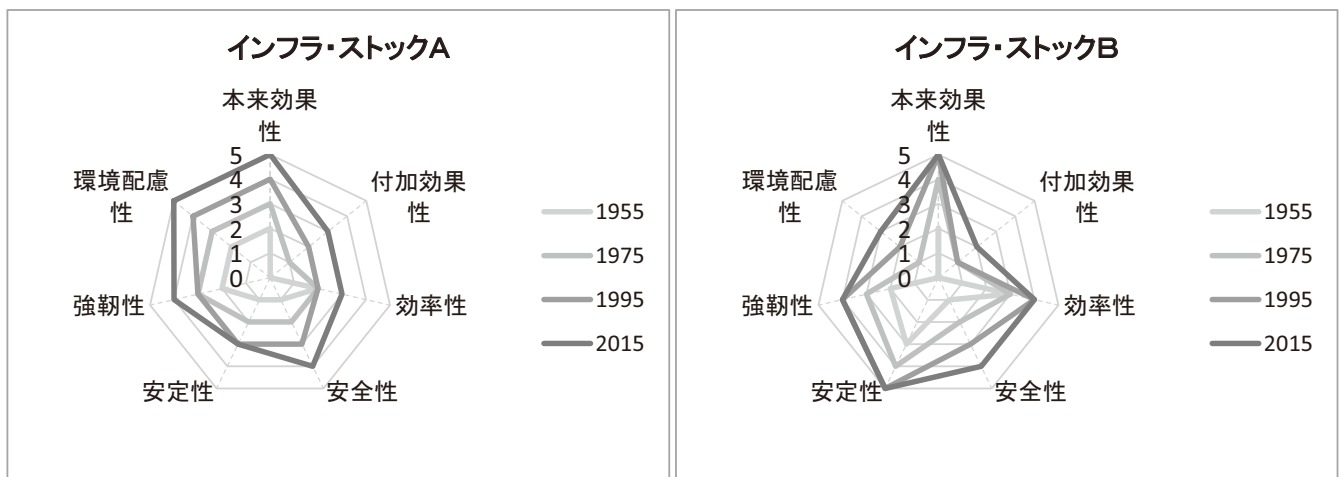 インフラ・ストックA
本来効果
性
付加効果
性
効率性
安全性
安定性
強靭性
環境配慮
性
5
4
3
2
1
0
1955
1975
1995
2015
インフラ・ストックB
本来効果
性
付加効果
性
効率性
安全性
安定性
強靭性
環境配慮
性
5
4
3
2
1
0
1955
1975
1995
2015